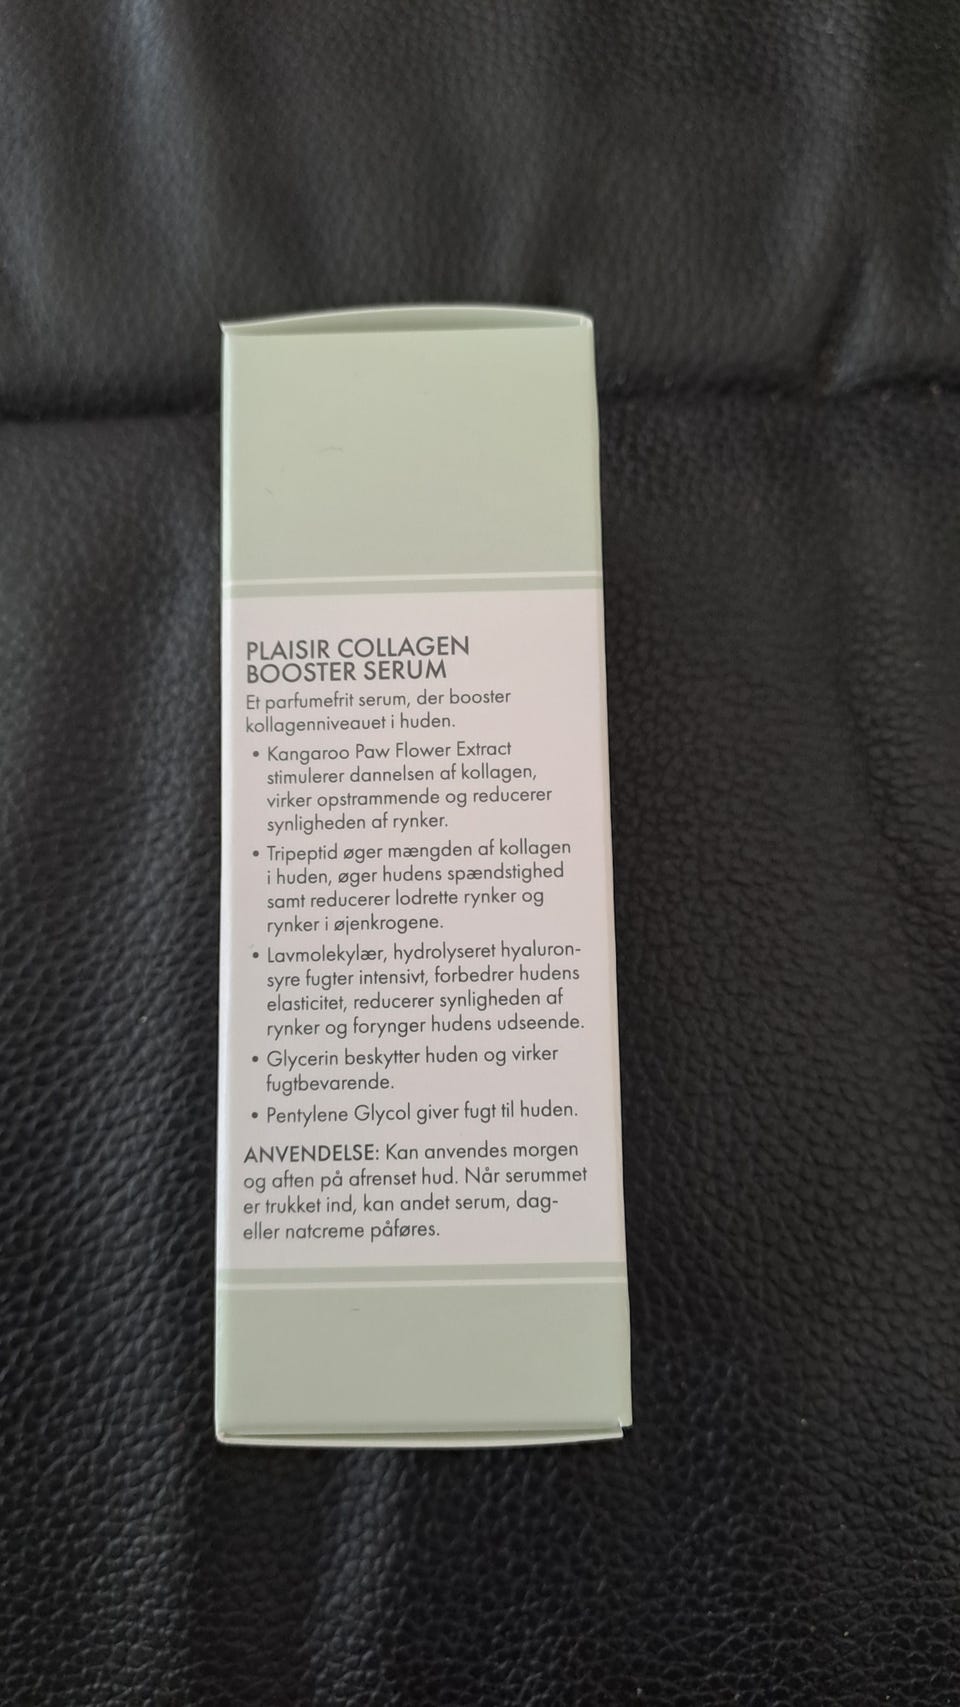 PLAISIR COLLAGEN
BOOSTER SERUM
Et parfumefrit serum, der booster
kollagenniveauet i huden.
• Kangaroo Paw Flower Extract
stimulerer dannelsen af kollagen,
virker opstrammende og reducerer
synligheden af rynker.
• Tripeptid øger mængden af kollagen
i huden, øger hudens spændstighed
samt reducerer lodrette rynker og
rynker i øjenkrogene.
• Lavmolekylær, hydrolyseret hyaluron-
syre fugter intensivt, forbedrer hudens
elasticitet, reducerer synligheden af
rynker og forynger hudens udseende.
• Glycerin beskytter huden og virker
fugtbevarende.
• Pentylene Glycol giver fugt til huden.
ANVENDELSE: Kan anvendes morgen
og aften på afrenset hud. Når serummet
er trukket ind, kan andet serum, dag-
eller natcreme påføres.